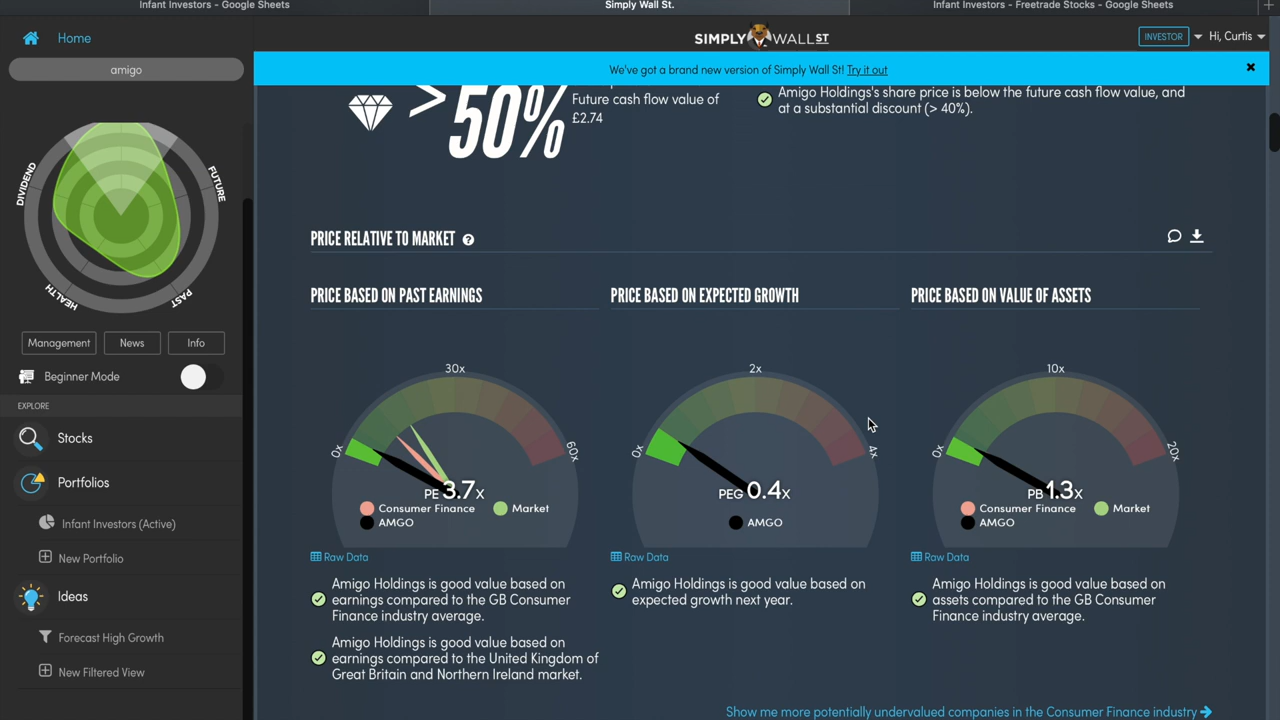 Infant Investors - Google Sheets
Simply Wall St.
Infant Investors - Freetrade Stocks - Google Sheets
Home
SIMPLY WALL ST
INVESTOR
Hi, Curtis
amigo
We've got a brand new version of Simply Wall St! Try it out
DIVIDEND
FUTURE
HEALTH
PAST
Management
News
Info
Beginner Mode
EXPLORE
Stocks
Portfolios
Infant Investors (Active)
New Portfolio
Ideas
Forecast High Growth
New Filtered View
>50%
Future cash flow value of
£2.74
Amigo Holdings's share price is below the future cash flow value, and
at a substantial discount (> 40%).
PRICE RELATIVE TO MARKET
PRICE BASED ON PAST EARNINGS
0x
30x
60x
PE 3.7x
Consumer Finance
Market
AMGO
Raw Data
Amigo Holdings is good value based on
earnings compared to the GB Consumer
Finance industry average.
Amigo Holdings is good value based on
earnings compared to the United Kingdom of
Great Britain and Northern Ireland market.
PRICE BASED ON EXPECTED GROWTH
0x
2x
4x
PEG 0.4x
AMGO
Raw Data
Amigo Holdings is good value based on
expected growth next year.
PRICE BASED ON VALUE OF ASSETS
0x
10x
20x
PB 1.3x
Consumer Finance
Market
AMGO
Raw Data
Amigo Holdings is good value based on
assets compared to the GB Consumer
Finance industry average.
Show me more potentially undervalued companies in the Consumer Finance industry